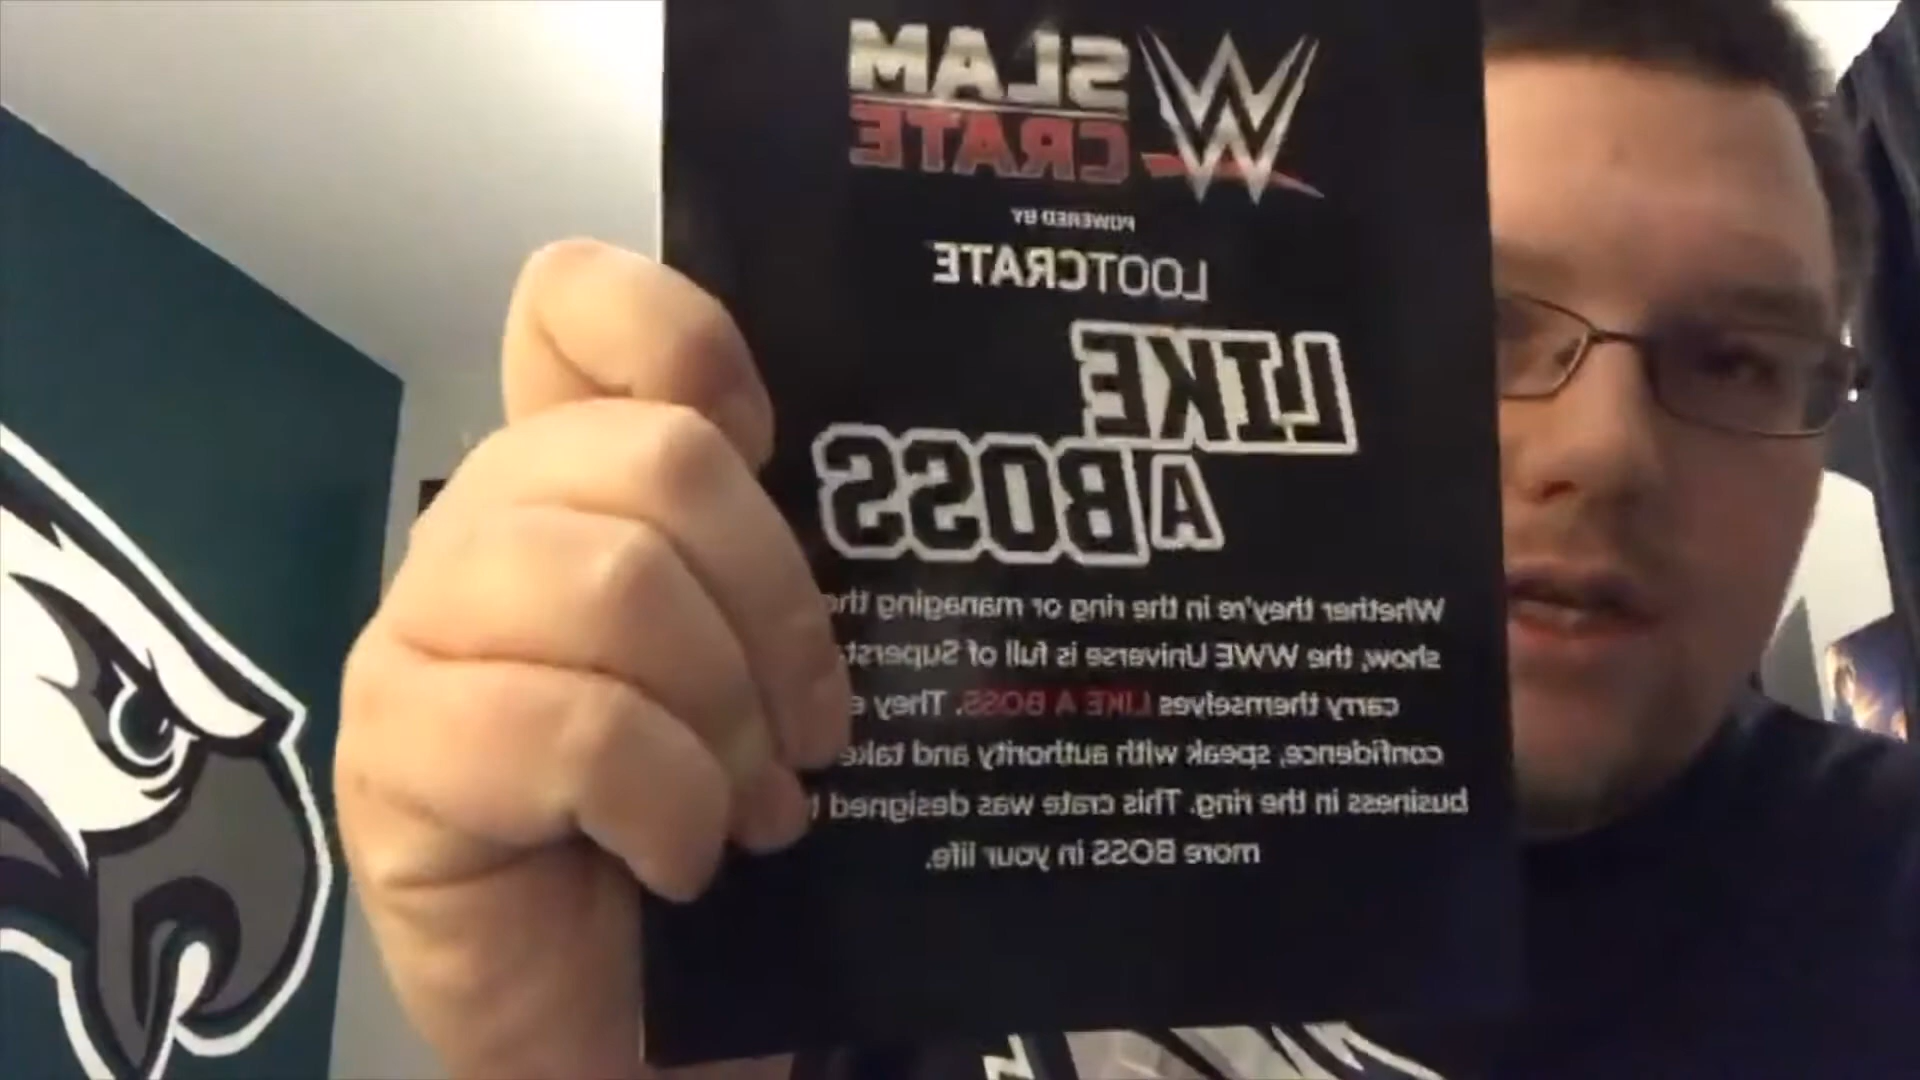 W SLAM
CRATE
POWERED BY
LOOTCRATE
LIKE
A BOSS
Whether they're in the ring or managing the
show, the WWE Universe is full of
carry themselves LIKE A BOSS. They
confidence, speak with authority and take
business in the ring. This crate was designed
more BOSS in your life.